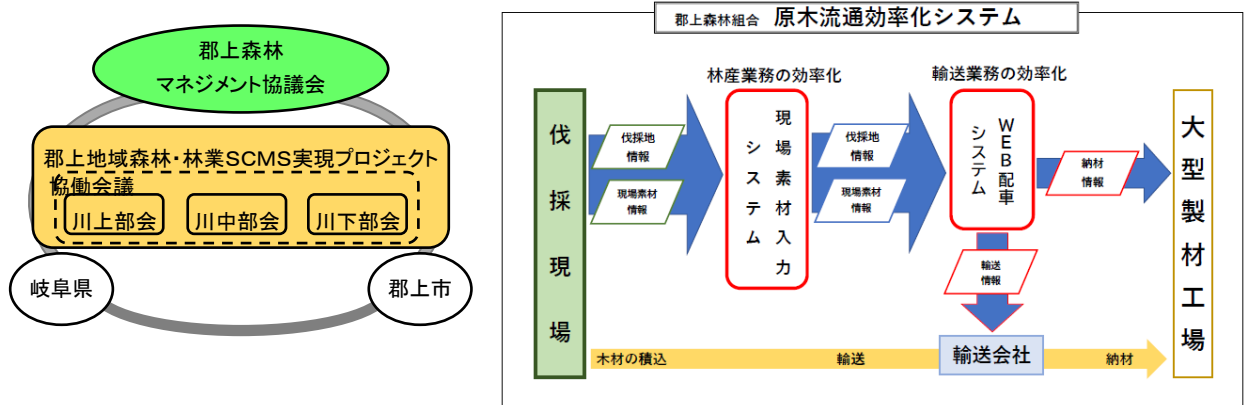 郡上森林
マネジメント協議会
郡上地域森林・林業SCMS実現プロジェクト
協働会議
川上部会
川中部会
川下部会
岐阜県
郡上市
郡上森林組合 原木流通効率化システム
林産業務の効率化
輸送業務の効率化
伐採現場
伐採地
情報
現場素材
情報
現場素材入力
システム
伐採地
情報
現場素材
情報
WEB配車
システム
納材
情報
輸送
情報
大型製材工場
木材の積込
輸送
輸送会社
納材